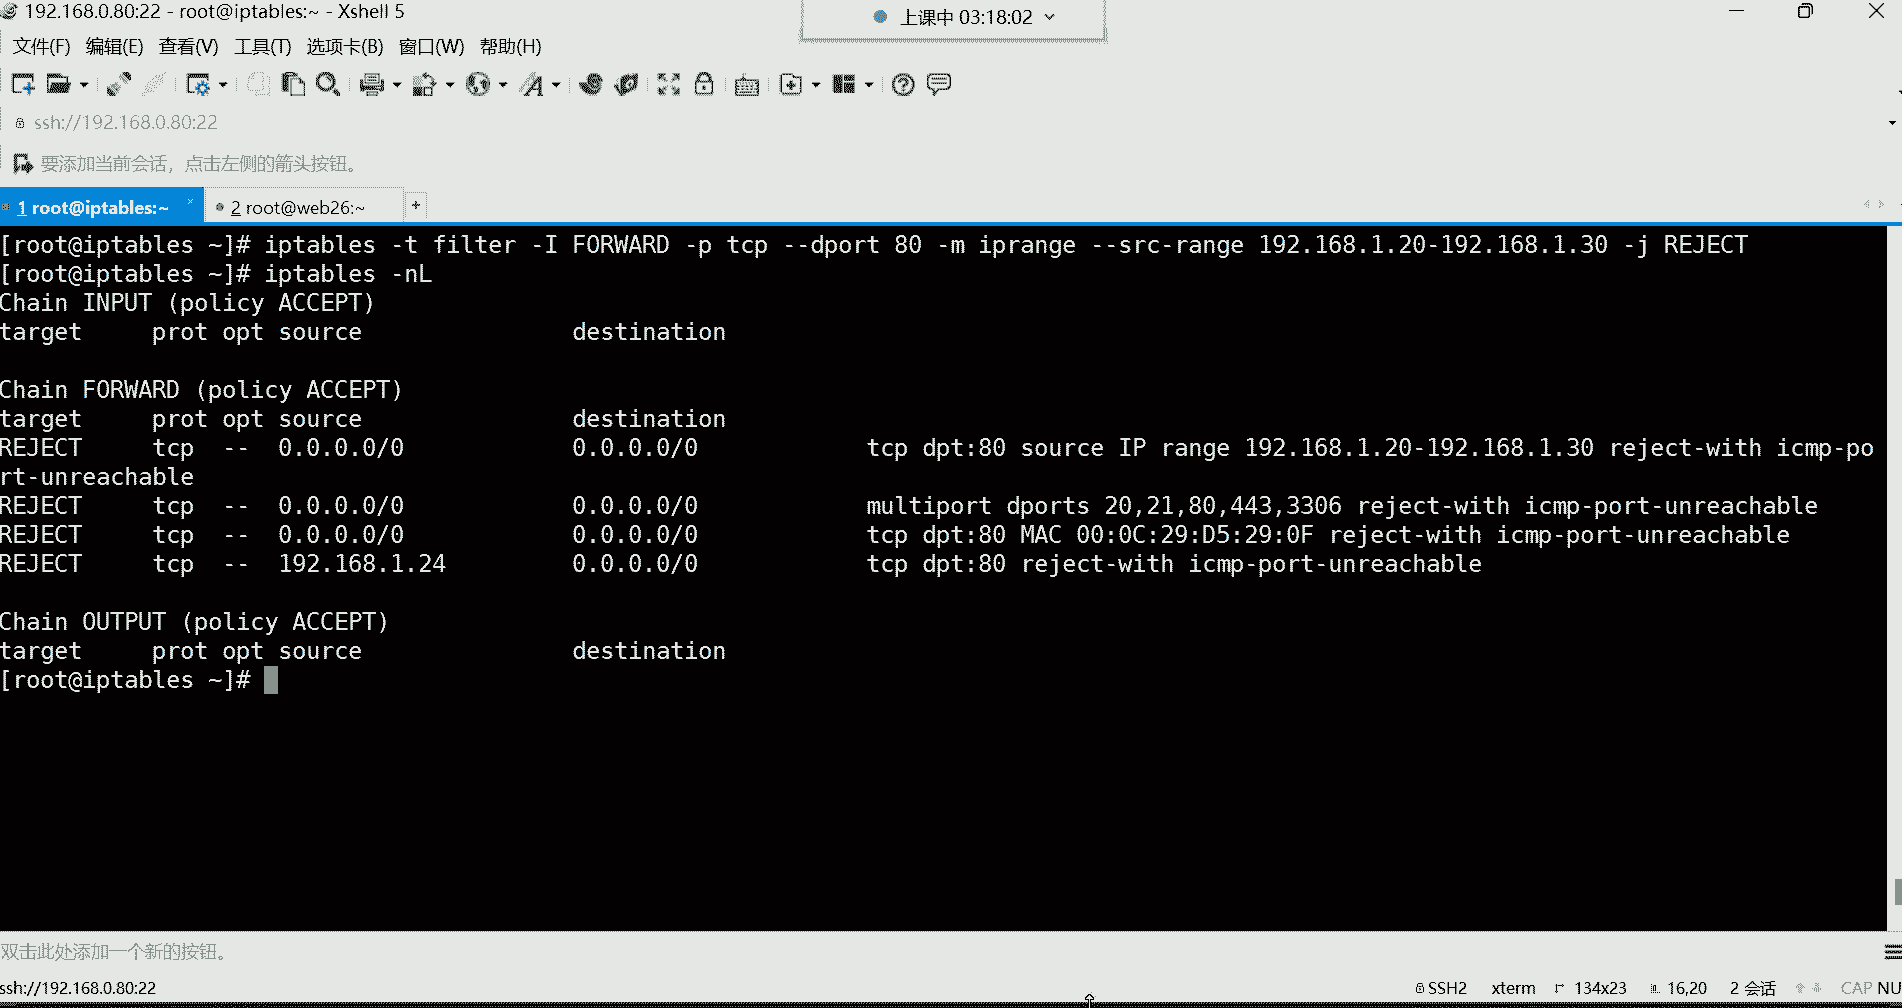 192.168.0.80:22 - root@iptables:~ - Xshell 5
上课中 03:18:02
文件(F) 编辑(E) 查看(V) 工具(T) 选项卡(B) 窗口(W) 帮助(H)
ssh://192.168.0.80:22
要添加当前会话，点击左侧的箭头按钮。
1 root@iptables:~ × 2 root@web26:~ +
[root@iptables ~]# iptables -t filter -I FORWARD -p tcp --dport 80 -m iprange --src-range 192.168.1.20-192.168.1.30 -j REJECT
[root@iptables ~]# iptables -nL
Chain INPUT (policy ACCEPT)
target     prot opt source               destination
Chain FORWARD (policy ACCEPT)
target     prot opt source               destination
REJECT     tcp  --  0.0.0.0/0            0.0.0.0/0            tcp dpt:80 source IP range 192.168.1.20-192.168.1.30 reject-with icmp-po
rt-unreachable
REJECT     tcp  --  0.0.0.0/0            0.0.0.0/0            multiport dports 20,21,80,443,3306 reject-with icmp-port-unreachable
REJECT     tcp  --  0.0.0.0/0            0.0.0.0/0            tcp dpt:80 MAC 00:0C:29:D5:29:0F reject-with icmp-port-unreachable
REJECT     tcp  --  192.168.1.24         0.0.0.0/0            tcp dpt:80 reject-with icmp-port-unreachable
Chain OUTPUT (policy ACCEPT)
target     prot opt source               destination
[root@iptables ~]#
双击此处添加一个新的按钮。
ssh://192.168.0.80:22 SSH2 xterm 134x23 16,20 2 会话 CAP NU